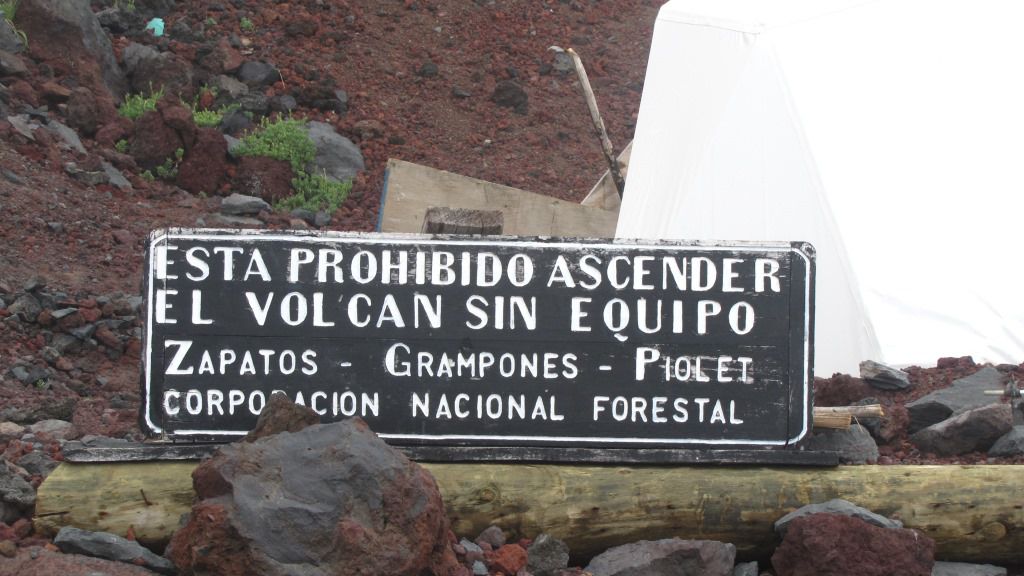 ESTA PROHIBIDO ASCENDER
EL VOLCAN SIN EQUIPO
ZAPATOS - GRAMPONES - PIOLET
CORPORACION NACIONAL FORESTAL